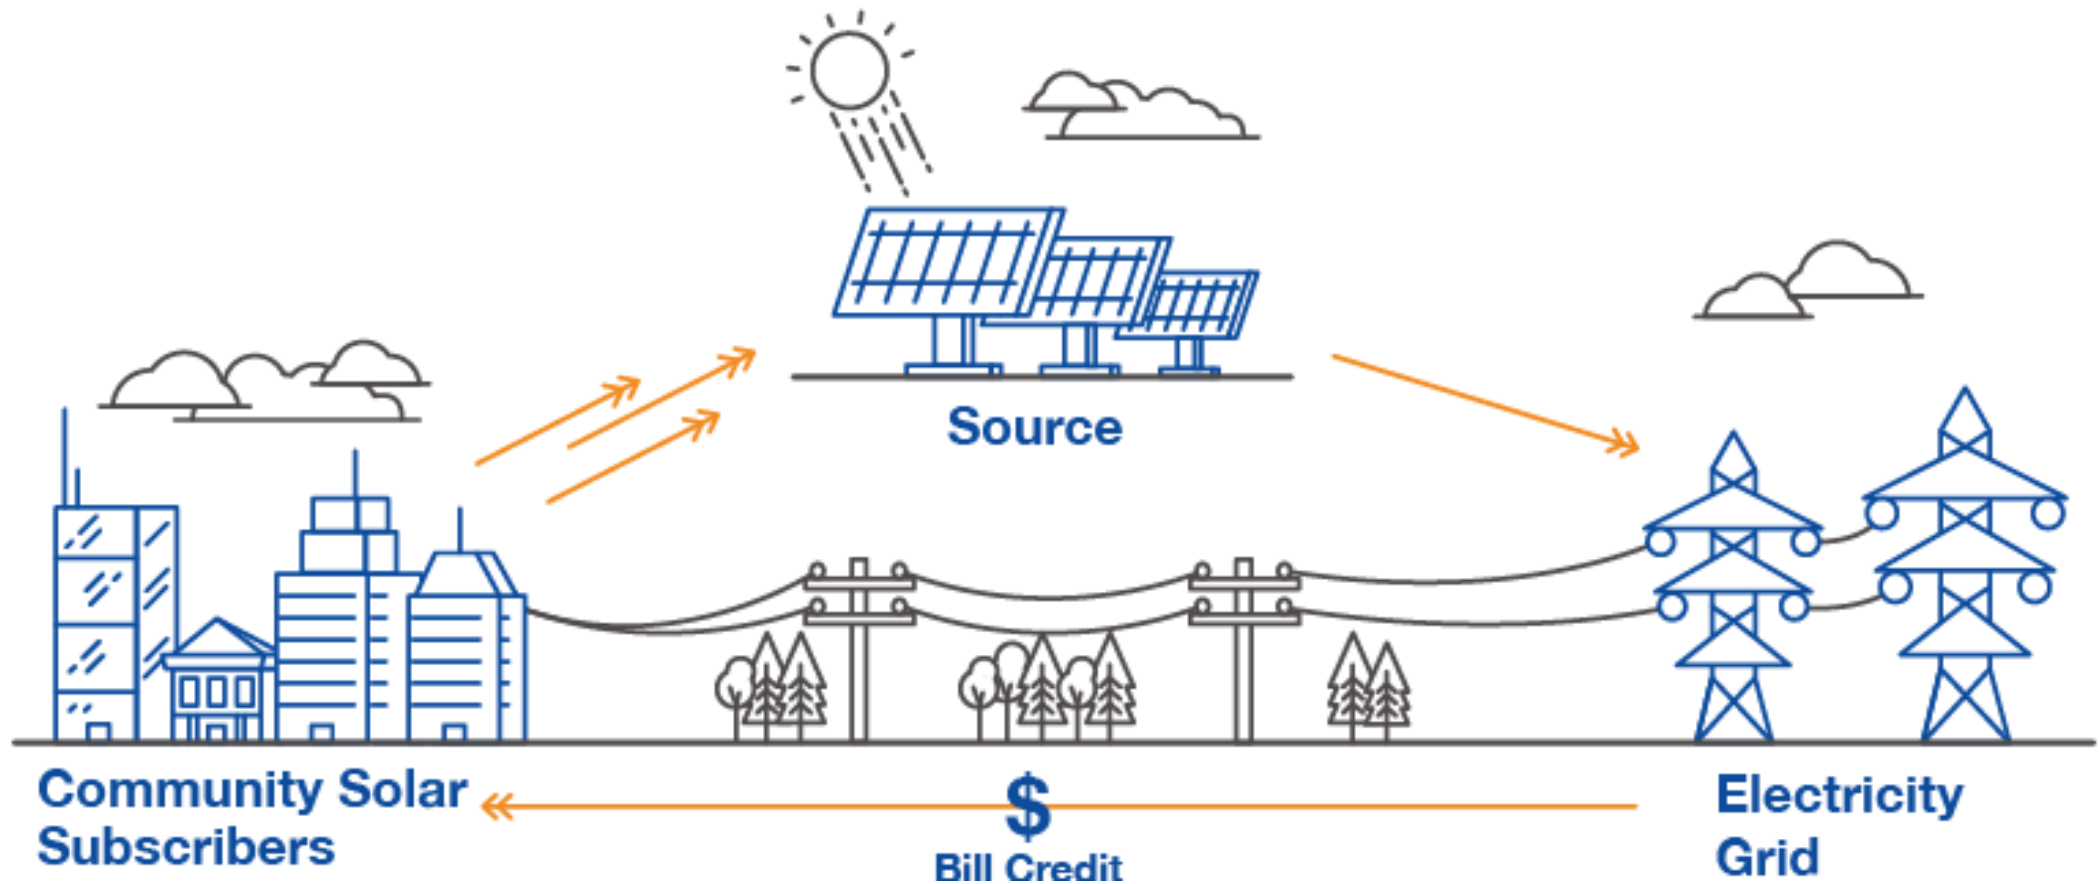 Source
Community Solar
Subscribers
$
Bill Credit
Electricity
Grid